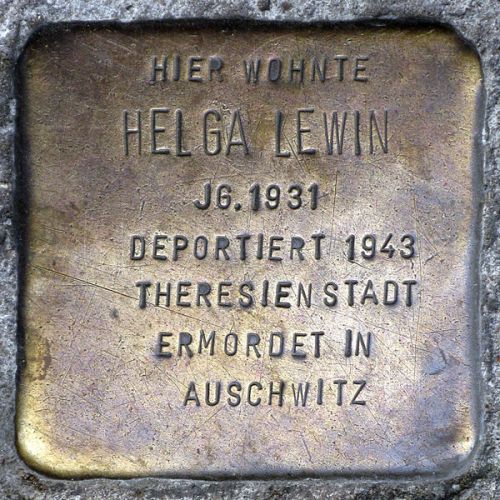 HIER WOHNTE
HELGA LEWIN
JG. 1931
DEPORTIERT 1943
THERESIENSTADT
ERMORDET IN
AUSCHWITZ